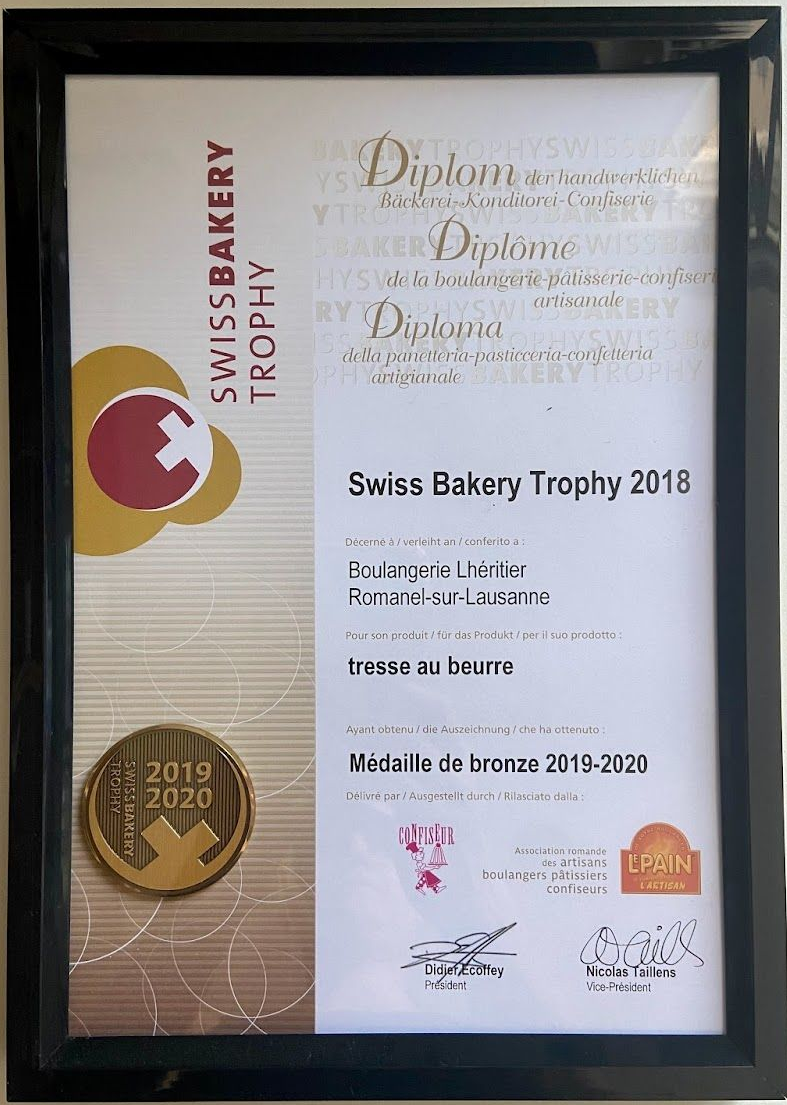 SWISSBAKERY
TROPHY
Diplom der handwerklichen
Bäckerei-Konditorei-Confiserie
Diplôme
de la boulangerie-pâtisserie-confiseri
artisanale
Diploma
della panetteria-pasticceria-confetteria
artigianale
Swiss Bakery Trophy 2018
Décerné à / verleiht an / conferito a :
Boulangerie Lhéritier
Romanel-sur-Lausanne
Pour son produit / für das Produkt / per il suo prodotto :
tresse au beurre
Ayant obtenu / die Auszeichnung / che ha ottenuto :
Médaille de bronze 2019-2020
Délivré par / Ausgestellt durch / Rilasciato dalla :
2019
2020
SWISSBAKERY
TROPHY
CONFISEUR
Association romande
des artisans
boulangers pâtissiers
confiseurs
LE PAIN
L'ARTISAN
Didier Ecoffey
Président
Nicolas Taillens
Vice-Président